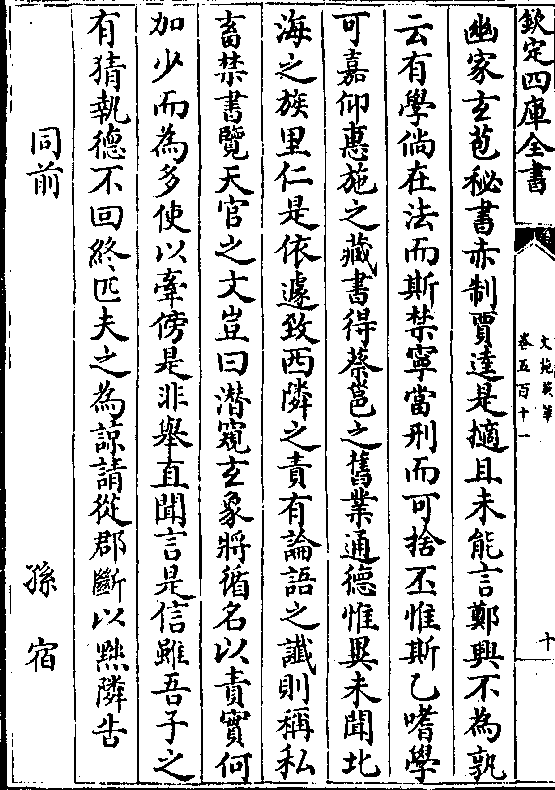 欽定四庫全書
文苑英華
卷五百十一
十
幽家玄苞秘書赤制賈逵是擿且未能言鄭興不為孰
云有學倘在法而斯禁寧當刑而可捨丕惟斯乙嗜學
可嘉仰惠施之藏書得蔡邕之舊業通德惟異未聞北
海之族里仁是依遽致西隣之責有論語之讖則稱私
畜禁書覽天官之文豈曰潛窺玄象將循名以責實何
加少而為多使以牽傍是非舉直聞言是信雖吾子之
有猜執德不回終匹夫之為諒請從郡斷以㸃隣告
同前
孫宿